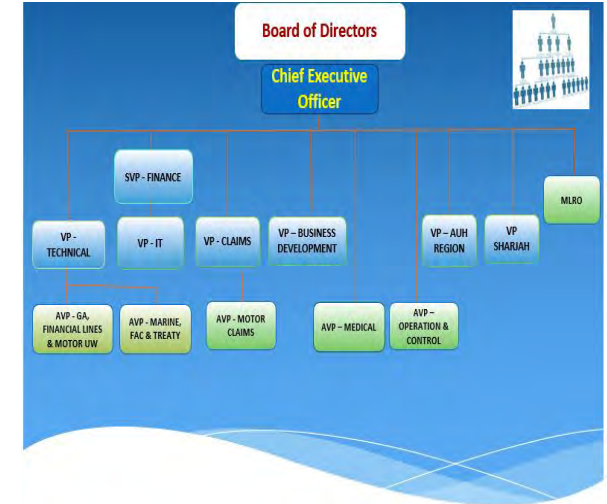 Board of Directors
Chief Executive
Officer
SVP - FINANCE
MLRO
VP -
TECHNICAL
VP - IT
VP - CLAIMS
VP – BUSINESS
DEVELOPMENT
VP – AUH
REGION
VP
SHARJAH
AVP - GA,
FINANCIAL LINES
& MOTOR UW
AVP - MARINE,
FAC & TREATY
AVP - MOTOR
CLAIMS
AVP – MEDICAL
AVP –
OPERATION &
CONTROL